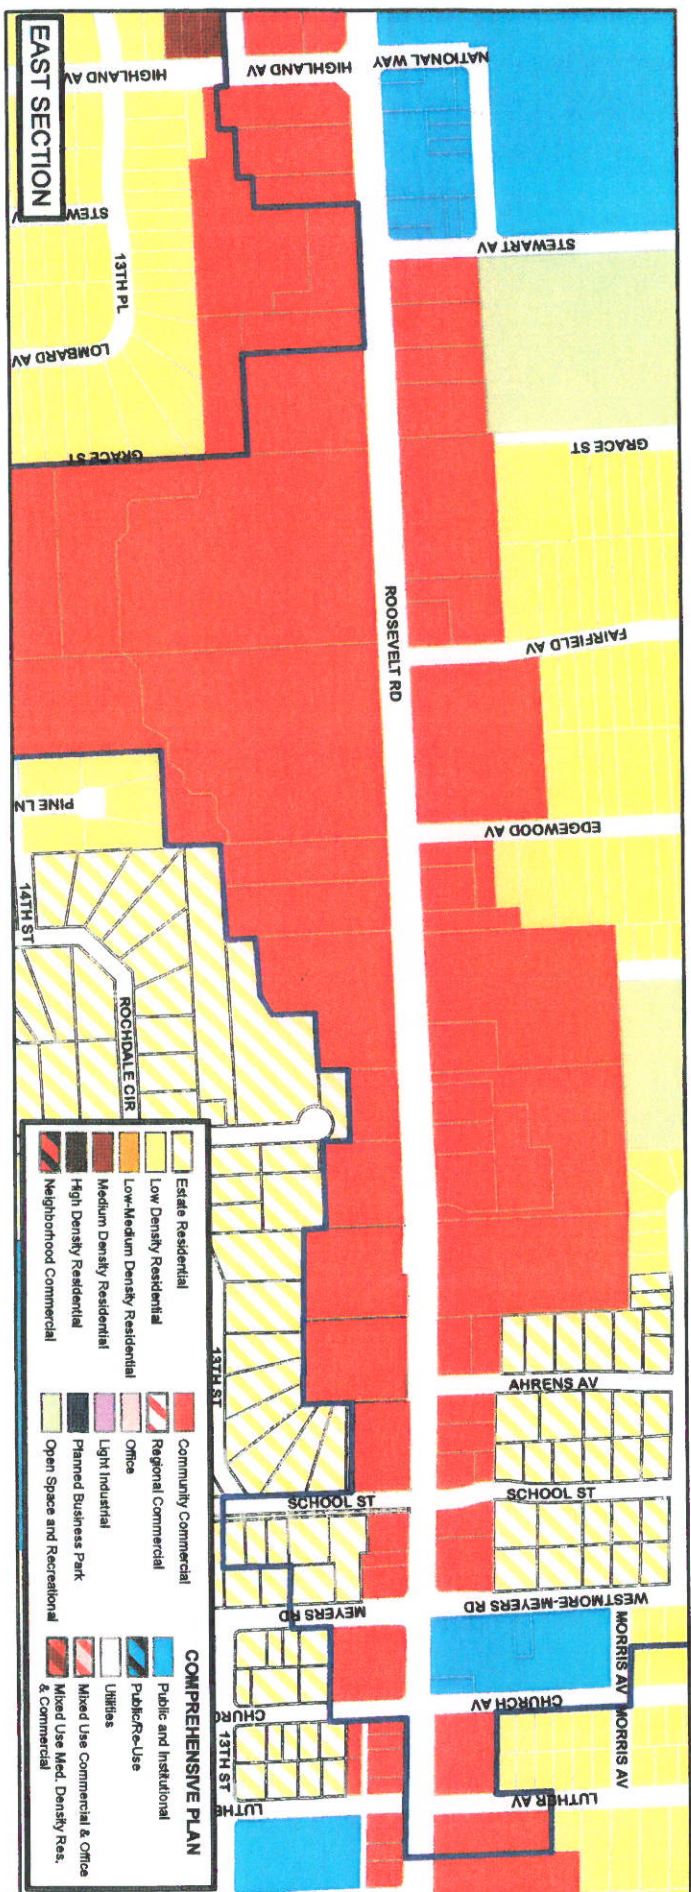 NATIONAL WAY
STEWART AV
GRACE ST
FAIRFIELD AV
EDGEWOOD AV
AHRENS AV
SCHOOL ST
WESTMORE-MEYERS RD
MORRIS AV
MORRIS AV
CHURCH AV
LUTHER AV
ROOSEVELT RD
HIGHLAND AV
HIGHLAND AV
STEW
13TH PL
LOMBARD AV
GRACE ST
PINE LN
14TH ST
ROCHDALE CIR
13TH ST
SCHOOL ST
MEYERS RD
CHURC
13TH ST
LUTHE
EAST SECTION
COMPREHENSIVE PLAN
Estate Residential
Low Density Residential
Low-Medium Density Residential
Medium Density Residential
High Density Residential
Neighborhood Commercial
Community Commercial
Regional Commercial
Office
Light Industrial
Planned Business Park
Open Space and Recreational
Public and Institutional
Public/Re-Use
Utilities
Mixed Use Commercial & Office
Mixed Use Med. Density Res.
& Commercial